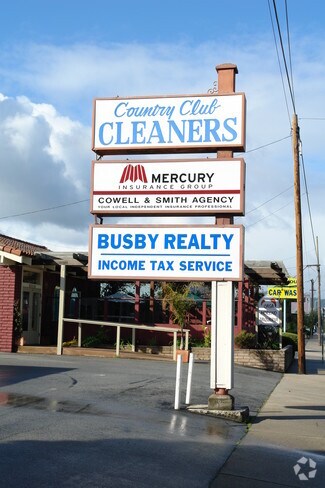 Country Club
CLEANERS
MERCURY
INSURANCE GROUP
COWELL & SMITH AGENCY
YOUR LOCAL INDEPENDENT INSURANCE PROFESSIONAL
BUSBY REALTY
INCOME TAX SERVICE
CAR WASH